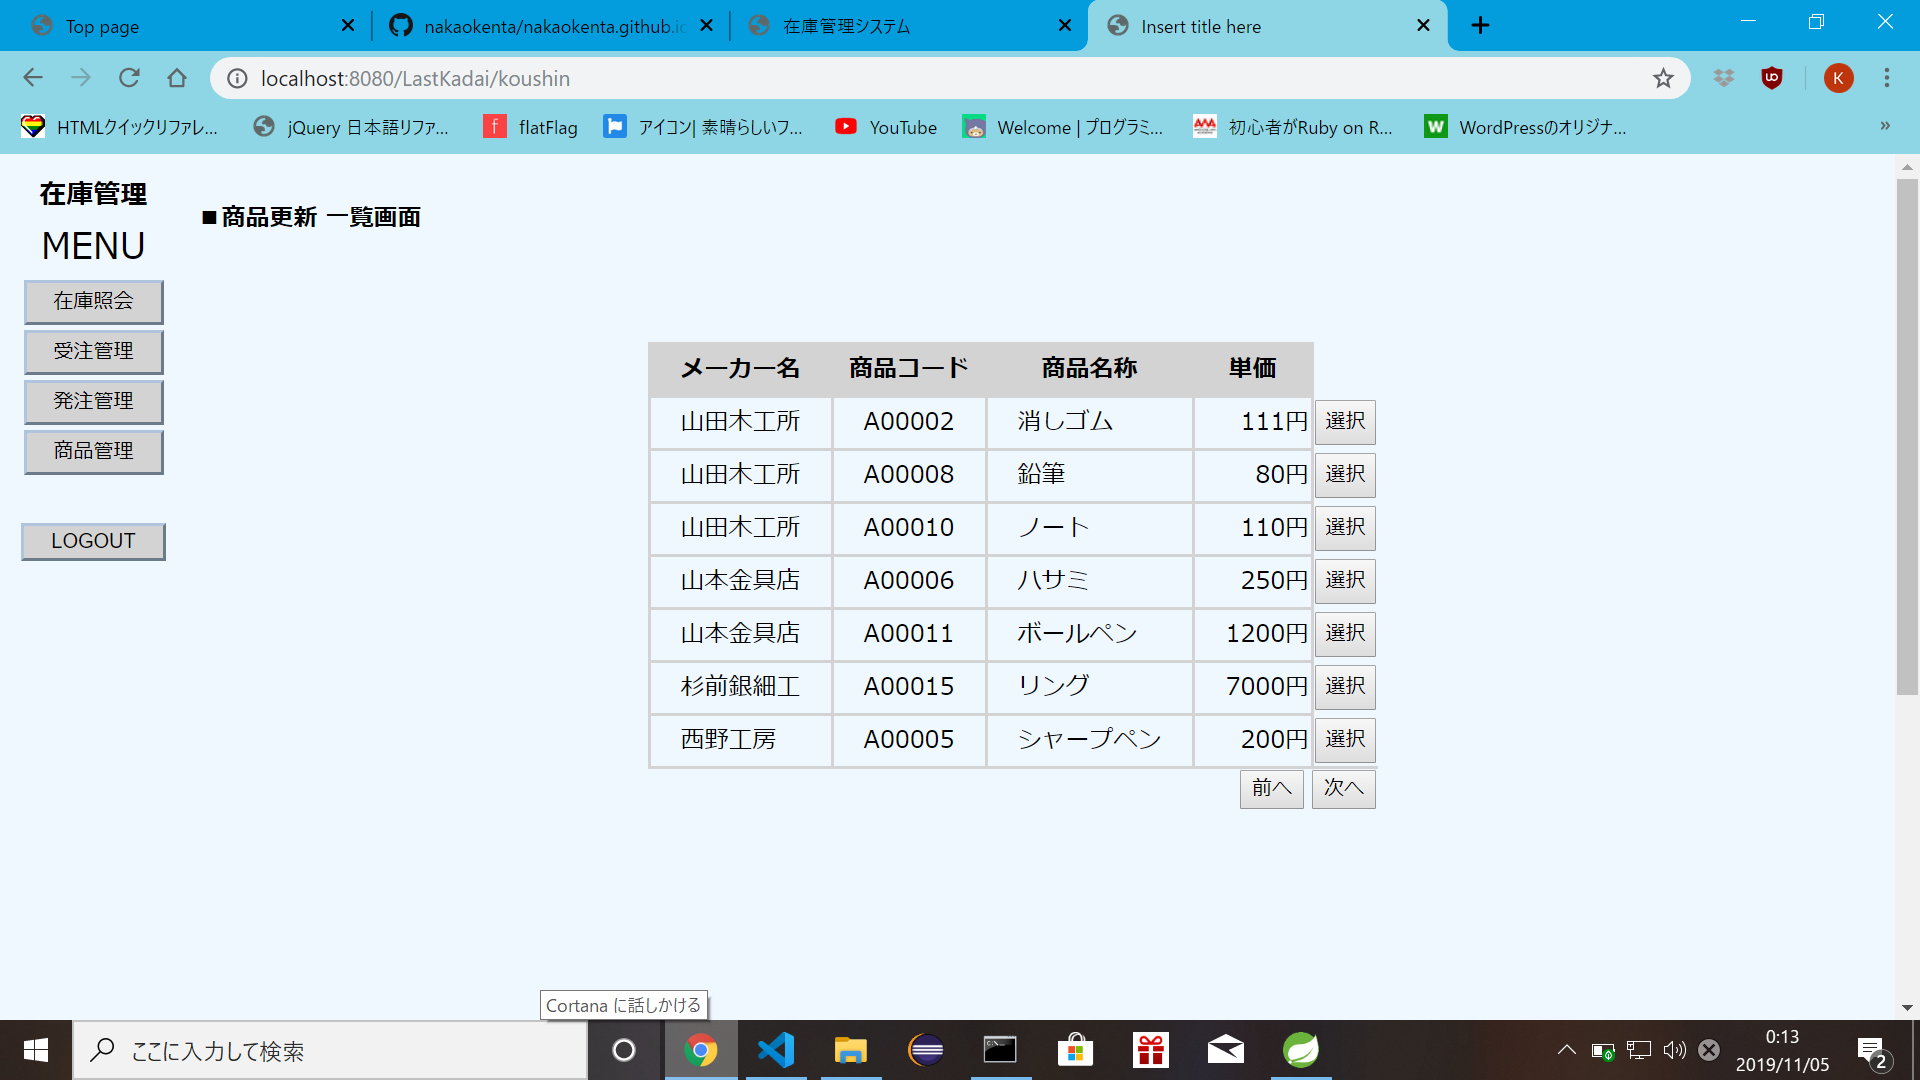 Top page
nakaokenta/nakaokenta.github.io
在庫管理システム
Insert title here
localhost:8080/LastKadai/koushin
K
HTMLクイックリファレ...
jQuery 日本語リファ...
flatFlag
アイコン| 素晴らしいフ...
YouTube
Welcome | プログラミ...
初心者がRuby on R...
WordPressのオリジナ...
在庫管理
MENU
在庫照会
受注管理
発注管理
商品管理
LOGOUT
■商品更新 一覧画面
メーカー名 商品コード 商品名称 単価
山田木工所 A00002 消しゴム 111円 選択
山田木工所 A00008 鉛筆 80円 選択
山田木工所 A00010 ノート 110円 選択
山本金具店 A00006 ハサミ 250円 選択
山本金具店 A00011 ボールペン 1200円 選択
杉前銀細工 A00015 リング 7000円 選択
西野工房 A00005 シャープペン 200円 選択
前へ 次へ
Cortana に話しかける
ここに入力して検索
0:13
2019/11/05
2